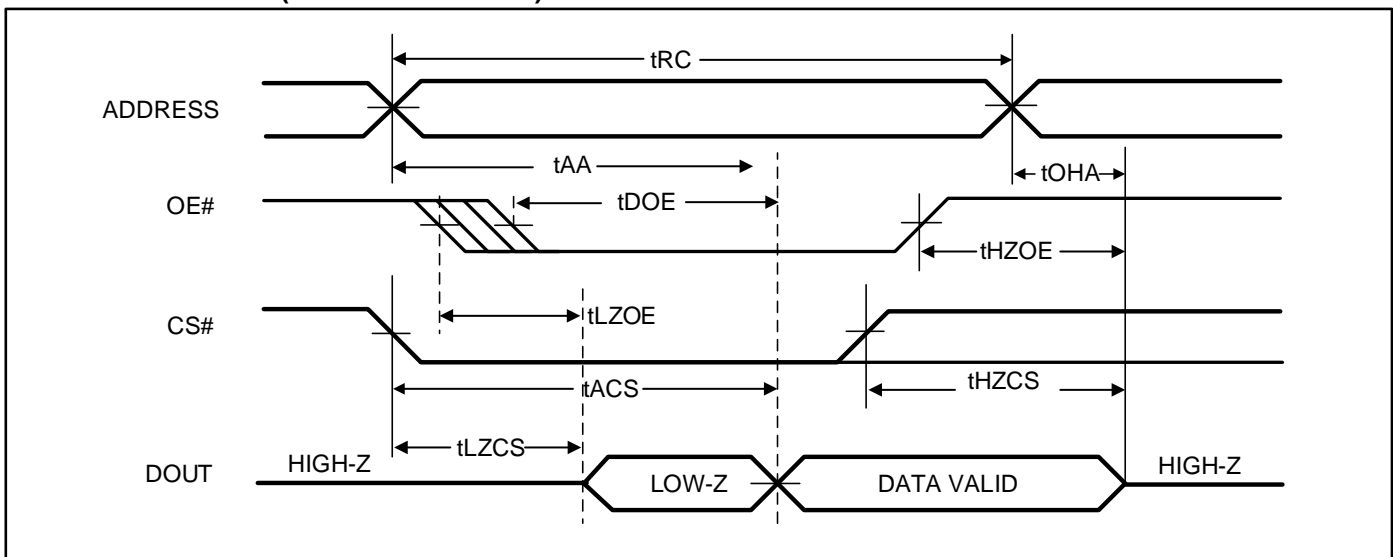 tRC
ADDRESS
tAA
tOHA
OE#
tDOE
tHZOE
CS#
tLZOE
tACS
tHZCS
tLZCS
DOUT
HIGH-Z
LOW-Z
DATA VALID
HIGH-Z